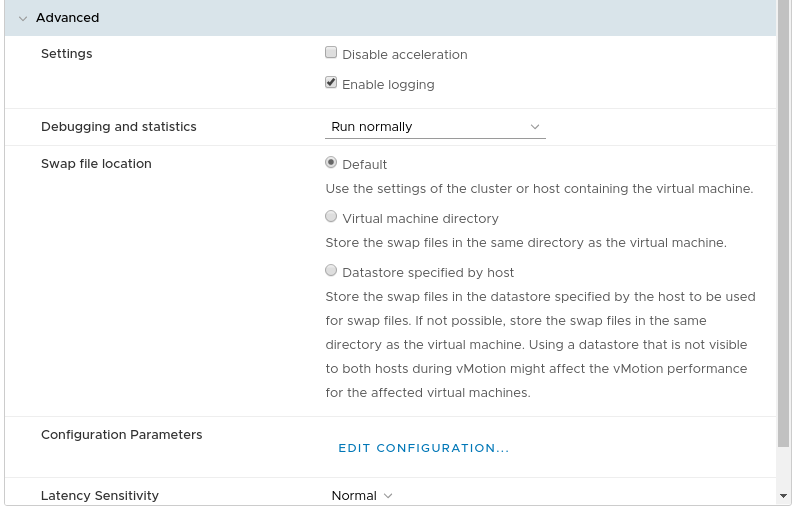 Advanced
Settings
Disable acceleration
Enable logging
Debugging and statistics
Run normally
Swap file location
Default
Use the settings of the cluster or host containing the virtual machine.
Virtual machine directory
Store the swap files in the same directory as the virtual machine.
Datastore specified by host
Store the swap files in the datastore specified by the host to be used
for swap files. If not possible, store the swap files in the same
directory as the virtual machine. Using a datastore that is not visible
to both hosts during vMotion might affect the vMotion performance
for the affected virtual machines.
Configuration Parameters
EDIT CONFIGURATION...
Latency Sensitivity
Normal